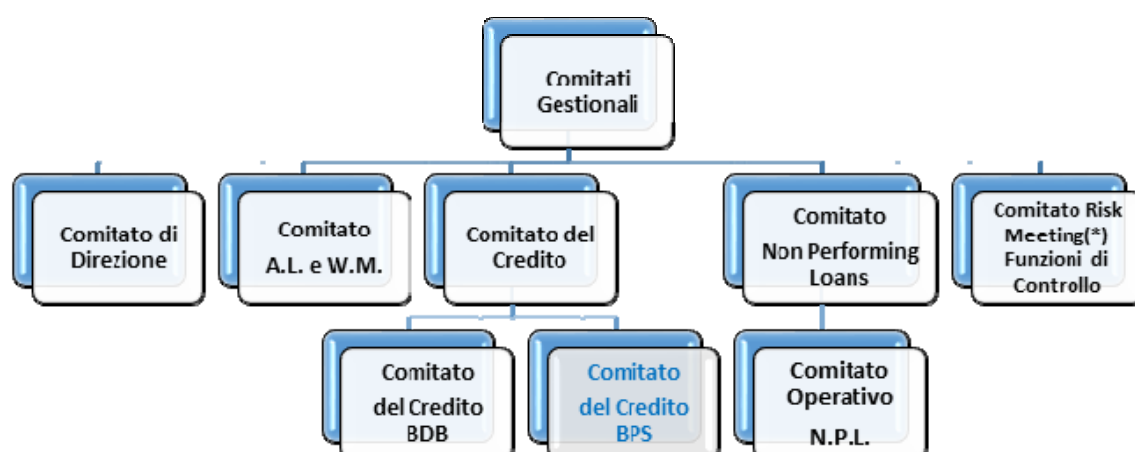 Comitati
Gestionali
Comitato di
Direzione
Comitato
A.L. e W.M.
Comitato del
Credito
Comitato
Non Performing
Loans
Comitato Risk
Meeting(*)
Funzioni di
Controllo
Comitato
del Credito
BDB
Comitato
del Credito
BPS
Comitato
Operativo
N.P.L.